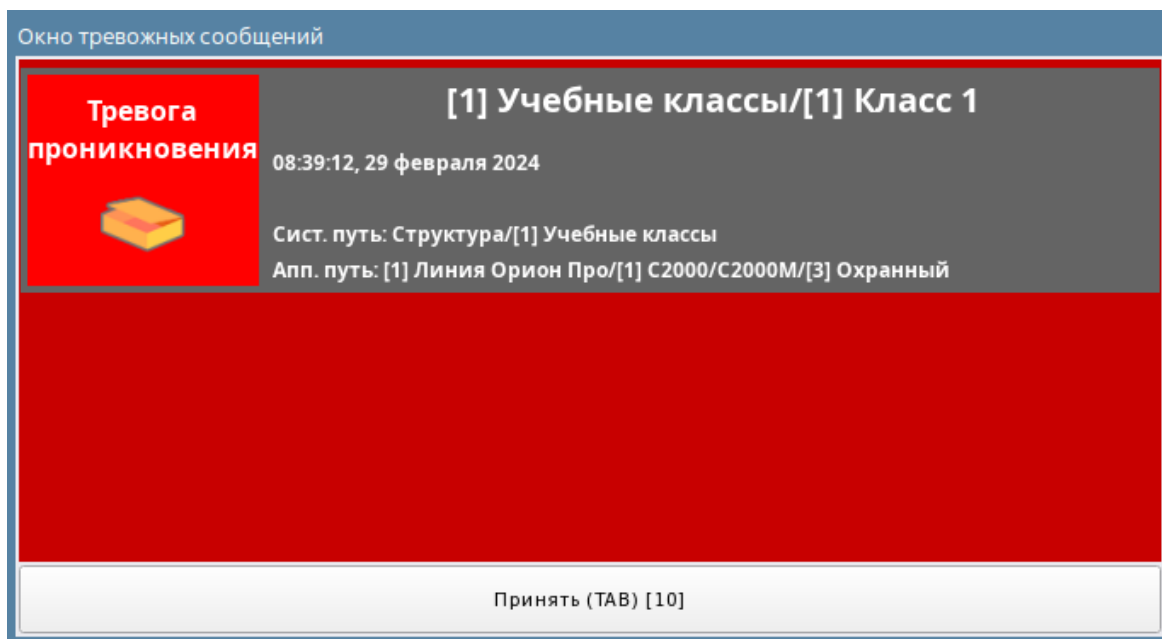 Окно тревожных сообщений
Тревога
проникновения
[1] Учебные классы/[1] Класс 1
08:39:12, 29 февраля 2024
Сист. путь: Структура/[1] Учебные классы
Апп. путь: [1] Линия Орион Про/[1] С2000/С2000М/[3] Охранный
Принять (TAB) [10]